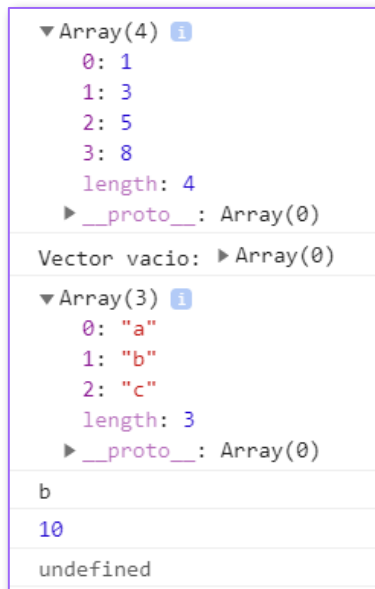 ▼Array(4) i
0: 1
1: 3
2: 5
3: 8
length: 4
▶__proto__: Array(0)
Vector vacio: ▶Array(0)
▼Array(3) i
0: "a"
1: "b"
2: "c"
length: 3
▶__proto__: Array(0)
b
10
undefined